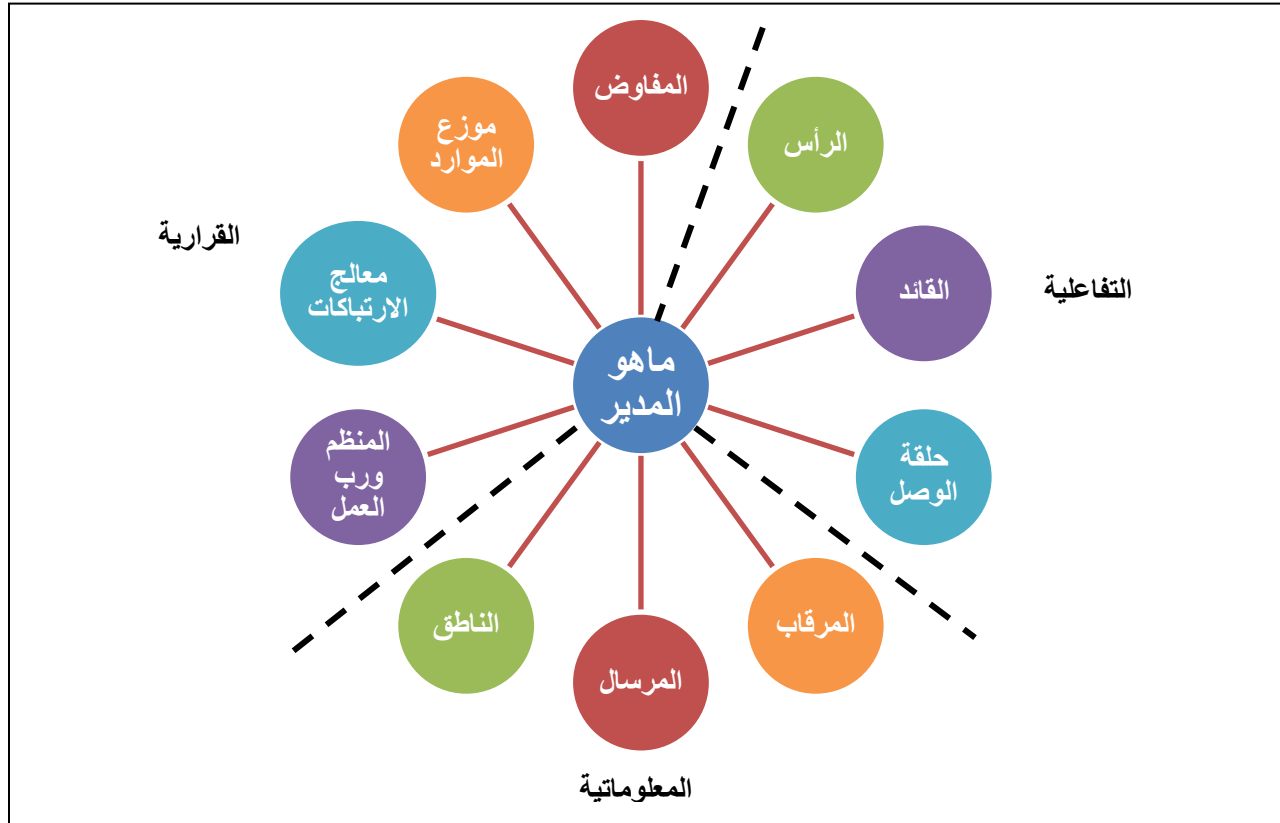 المفاوض
الرأس
موزع
الموارد
القرارية
التفاعلية
القائد
معالج
الارتباكات
ماهو
المدير
حلقة
الوصل
المنظم
ورب
العمل
المرقاب
الناطق
المرسال
المعلوماتية